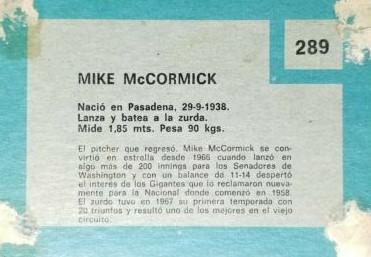 289
MIKE McCORMICK
Nació en Pasadena, 29-9-1938.
Lanza y batea a la zurda.
Mide 1,85 mts. Pesa 90 kgs.
El pitcher que regresó. Mike McCormick se con-
virtió en estrella desde 1966 cuando lanzó en
algo más de 200 innings para los Senadores de
Washington y con un balance de 11-14 despertó
el interés de los Gigantes que lo reclamaron nueva-
mente para la Nacional donde comenzó en 1958.
El zurdo tuvo en 1967 su primera temporada con
20 triunfos y resultó uno de los mejores en el viejo
circuito.